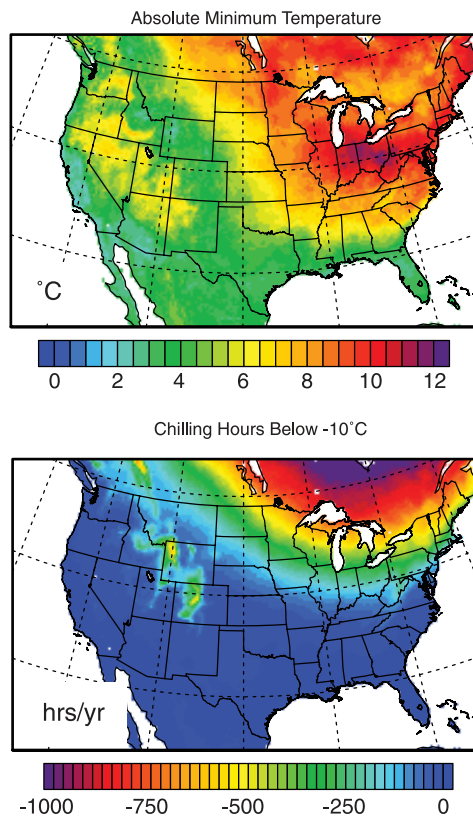 Absolute Minimum Temperature
°C
0 2 4 6 8 10 12
Chilling Hours Below -10°C
hrs/yr
-1000 -750 -500 -250 0